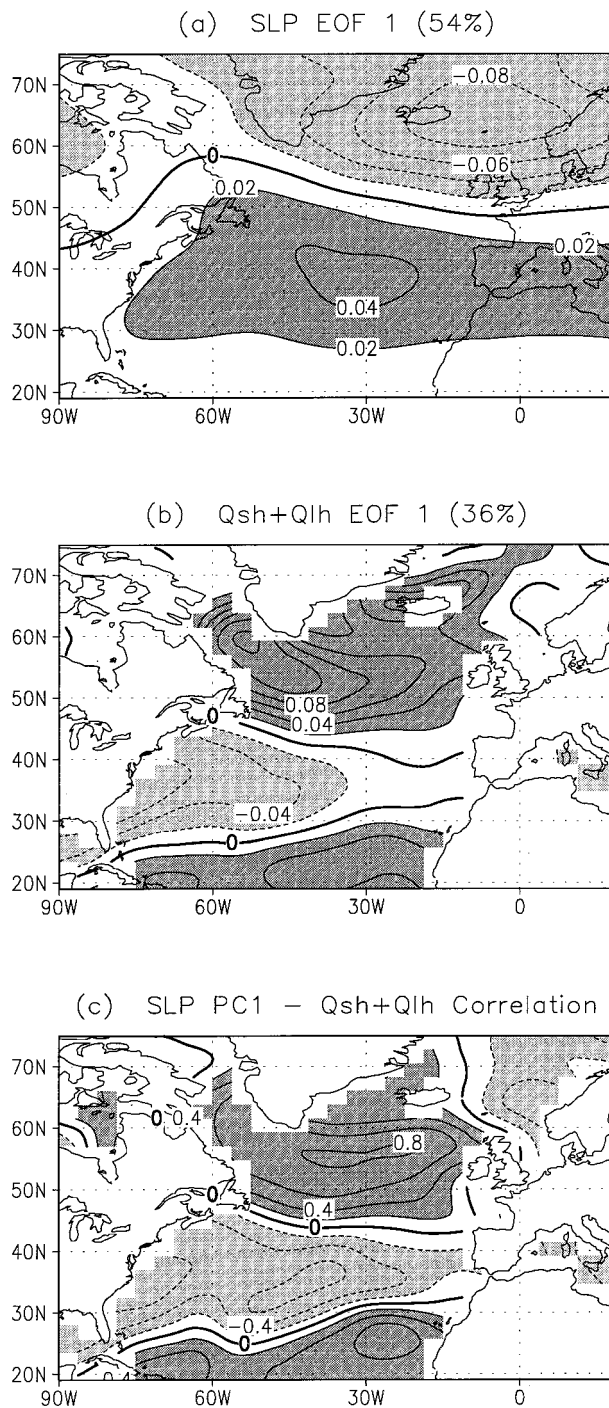 (a) SLP EOF 1 (54%)
70N
60N
50N
40N
30N
20N
−0.08
−0.06
0
0.02
0.02
0.04
0.02
90W
60W
30W
0
(b) Qsh+Qlh EOF 1 (36%)
70N
60N
50N
40N
30N
20N
0.08
0.04
0
−0.04
0
90W
60W
30W
0
(c) SLP PC1 − Qsh+Qlh Correlation
70N
60N
50N
40N
30N
20N
0
0.4
0.8
0.4
0
0
−0.4
0
90W
60W
30W
0